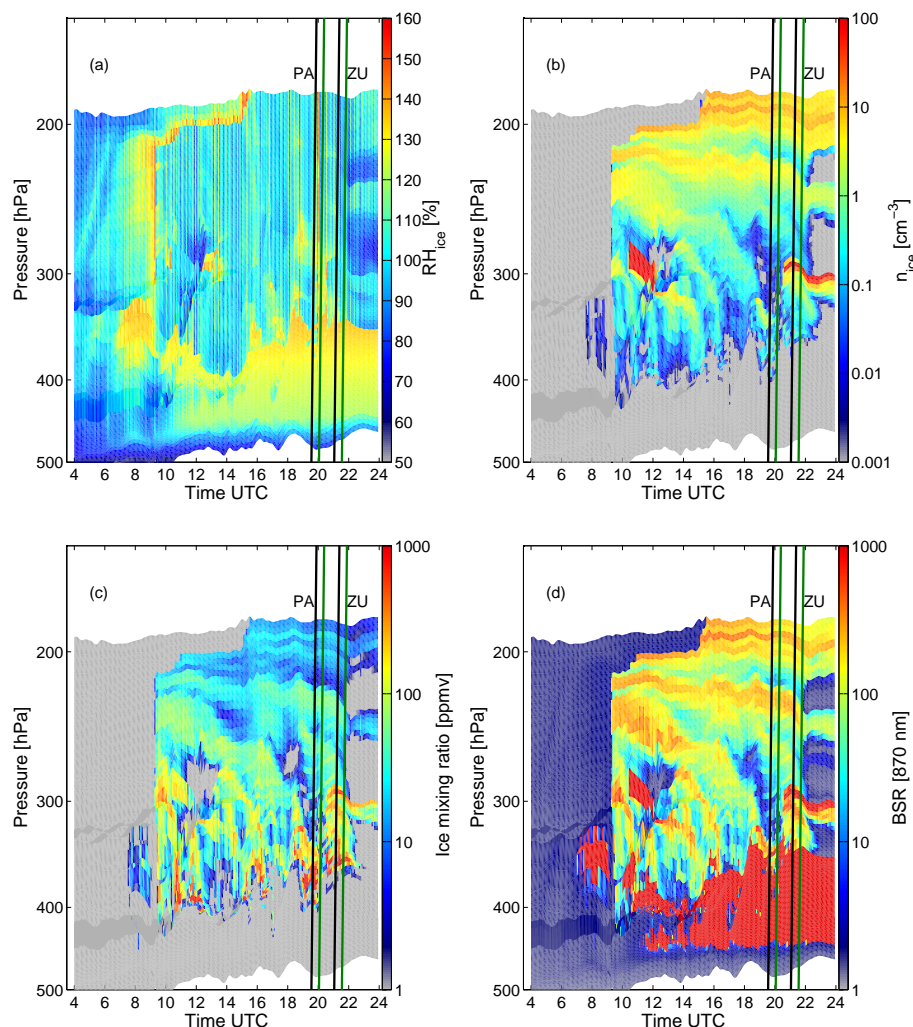 (a)
PA
ZU
200
300
400
500
Pressure [hPa]
4 6 8 10 12 14 16 18 20 22 24
Time UTC
160
150
140
130
120
110
100
90
80
70
60
50
RH_ice [%]
(b)
PA
ZU
200
300
400
500
Pressure [hPa]
4 6 8 10 12 14 16 18 20 22 24
Time UTC
100
10
1
0.1
0.01
0.001
n_ice [cm⁻³]
(c)
PA
ZU
200
300
400
500
Pressure [hPa]
4 6 8 10 12 14 16 18 20 22 24
Time UTC
1000
100
10
1
Ice mixing ratio [ppmv]
(d)
PA
ZU
200
300
400
500
Pressure [hPa]
4 6 8 10 12 14 16 18 20 22 24
Time UTC
1000
100
10
1
BSR [870 nm]